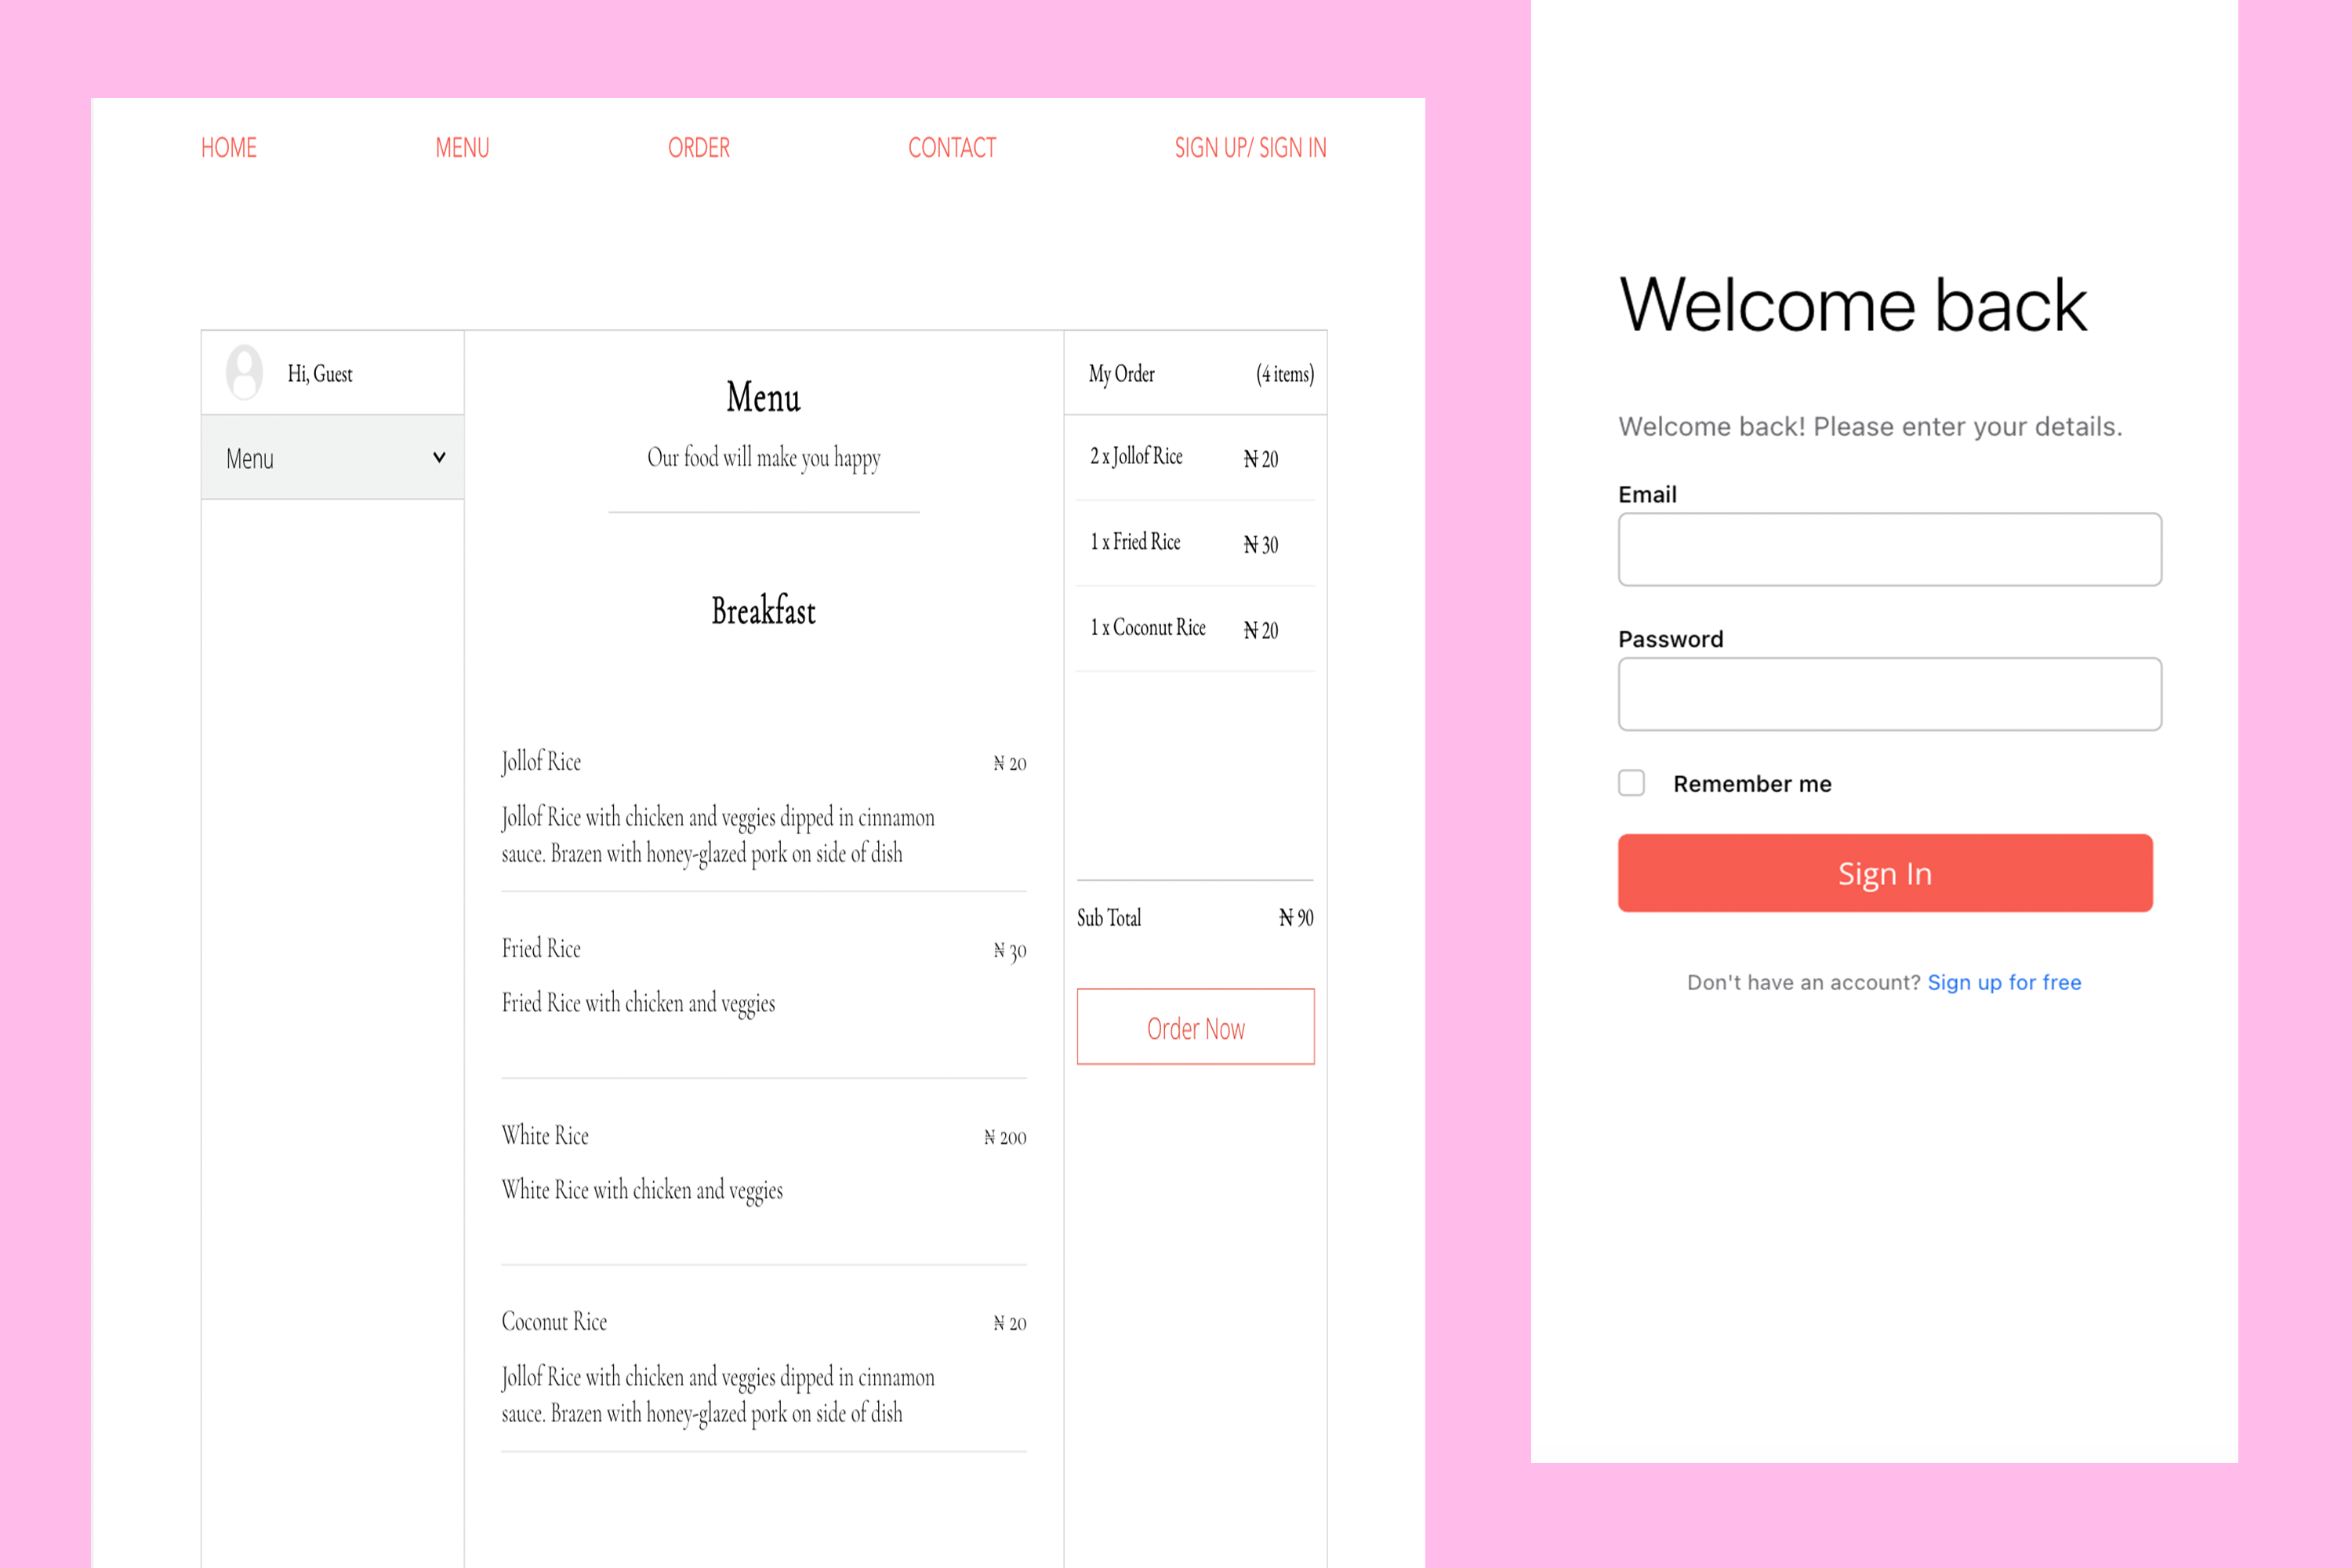 HOME MENU ORDER CONTACT SIGN UP/ SIGN IN
Hi, Guest
Menu
Menu
Our food will make you happy
Breakfast
Jollof Rice ₦ 20
Jollof Rice with chicken and veggies dipped in cinnamon
sauce. Brazen with honey-glazed pork on side of dish
Fried Rice ₦ 30
Fried Rice with chicken and veggies
White Rice ₦ 200
White Rice with chicken and veggies
Coconut Rice ₦ 20
Jollof Rice with chicken and veggies dipped in cinnamon
sauce. Brazen with honey-glazed pork on side of dish
My Order (4 items)
2 x Jollof Rice ₦ 20
1 x Fried Rice ₦ 30
1 x Coconut Rice ₦ 20
Sub Total ₦ 90
Order Now
Welcome back
Welcome back! Please enter your details.
Email
Password
Remember me
Sign In
Don't have an account? Sign up for free